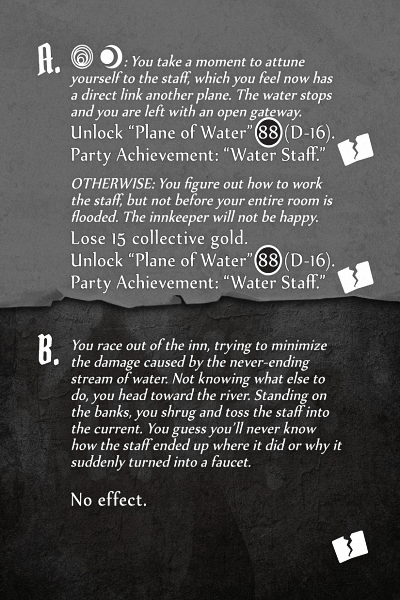 A. : You take a moment to attune
yourself to the staff, which you feel now has
a direct link another plane. The water stops
and you are left with an open gateway.
Unlock “Plane of Water” 88 (D-16).
Party Achievement: “Water Staff.”
OTHERWISE: You figure out how to work
the staff, but not before your entire room is
flooded. The innkeeper will not be happy.
Lose 15 collective gold.
Unlock “Plane of Water” 88 (D-16).
Party Achievement: “Water Staff.”
B. You race out of the inn, trying to minimize
the damage caused by the never-ending
stream of water. Not knowing what else to
do, you head toward the river. Standing on
the banks, you shrug and toss the staff into
the current. You guess you’ll never know
how the staff ended up where it did or why it
suddenly turned into a faucet.
No effect.